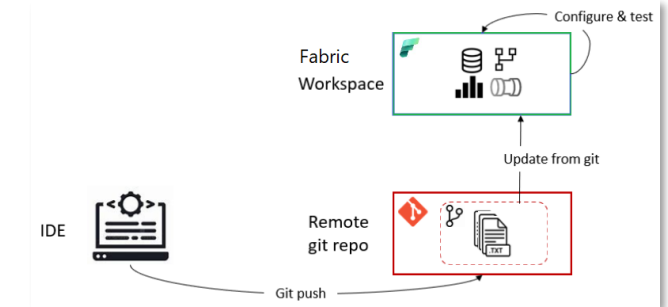 Configure & test
Fabric
Workspace
Update from git
IDE
Remote
git repo
TXT
Git push